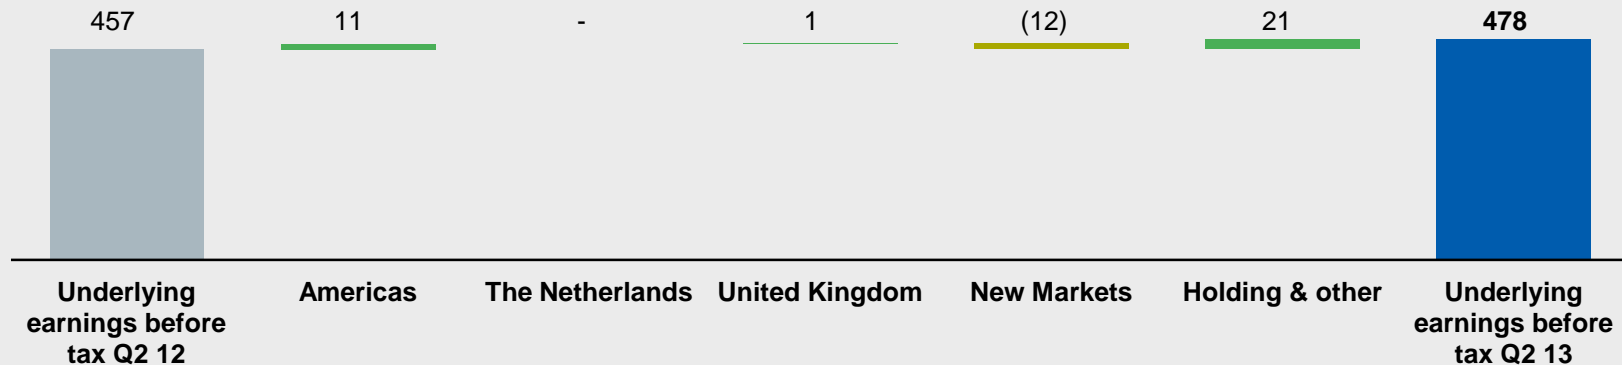 457 11 - 1 (12) 21 478
Underlying earnings before tax Q2 12
Americas
The Netherlands
United Kingdom
New Markets
Holding & other
Underlying earnings before tax Q2 13